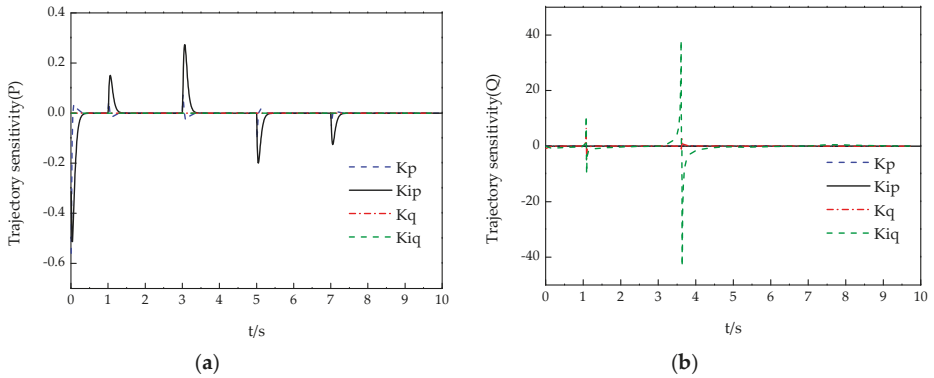 Trajectory sensitivity(P)
0.4
0.2
0.0
-0.2
-0.4
-0.6
Kp
Kip
Kq
Kiq
0 1 2 3 4 5 6 7 8 9 10
t/s
(a)
Trajectory sensitivity(Q)
40
20
0
-20
-40
Kp
Kip
Kq
Kiq
0 1 2 3 4 5 6 7 8 9 10
t/s
(b)